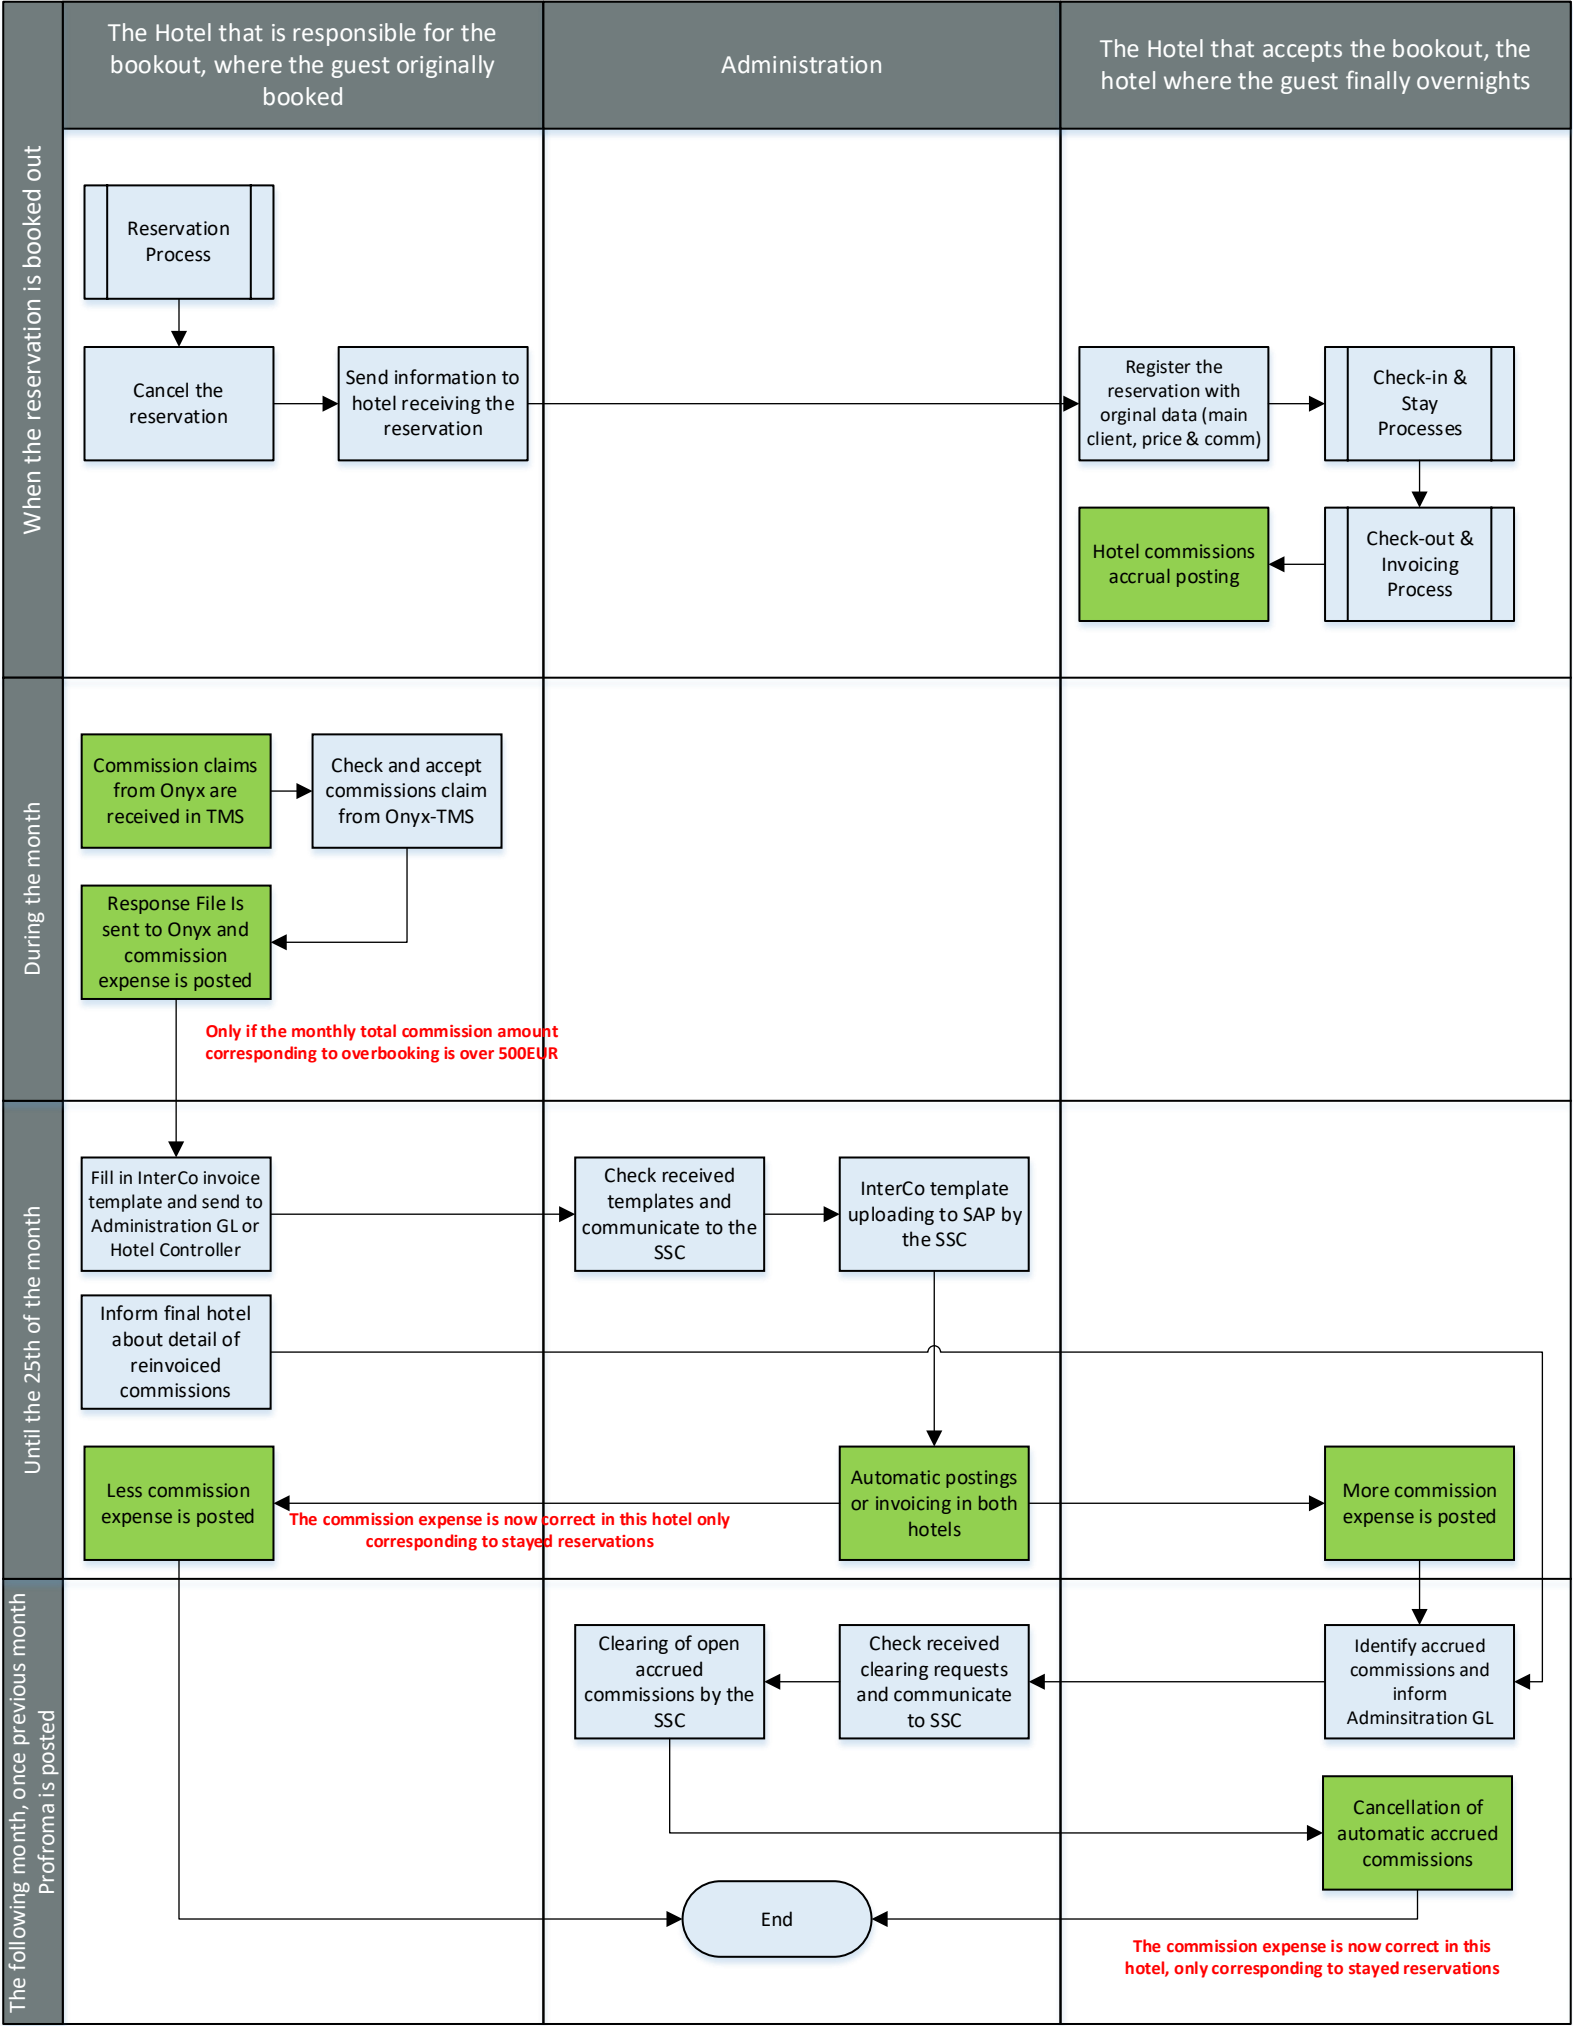 The Hotel that is responsible for the
bookout, where the guest originally
booked
Administration
The Hotel that accepts the bookout, the
hotel where the guest finally overnights
When the reservation is booked out
Reservation
Process
Cancel the
reservation
Send information to
hotel receiving the
reservation
Register the
reservation with
orginal data (main
client, price & comm)
Check-in &
Stay
Processes
Hotel commissions
accrual posting
Check-out &
Invoicing
Process
During the month
Commission claims
from Onyx are
received in TMS
Check and accept
commissions claim
from Onyx-TMS
Response File Is
sent to Onyx and
commission
expense is posted
Only if the monthly total commission amount
corresponding to overbooking is over 500EUR
Until the 25th of the month
Fill in InterCo invoice
template and send to
Administration GL or
Hotel Controller
Check received
templates and
communicate to the
SSC
InterCo template
uploading to SAP by
the SSC
Inform final hotel
about detail of
reinvoiced
commissions
Less commission
expense is posted
The commission expense is now correct in this hotel only
corresponding to stayed reservations
Automatic postings
or invoicing in both
hotels
More commission
expense is posted
The following month, once previous month
Profroma is posted
Clearing of open
accrued
commissions by the
SSC
Check received
clearing requests
and communicate
to SSC
Identify accrued
commissions and
inform
Adminsitration GL
Cancellation of
automatic accrued
commissions
End
The commission expense is now correct in this
hotel, only corresponding to stayed reservations